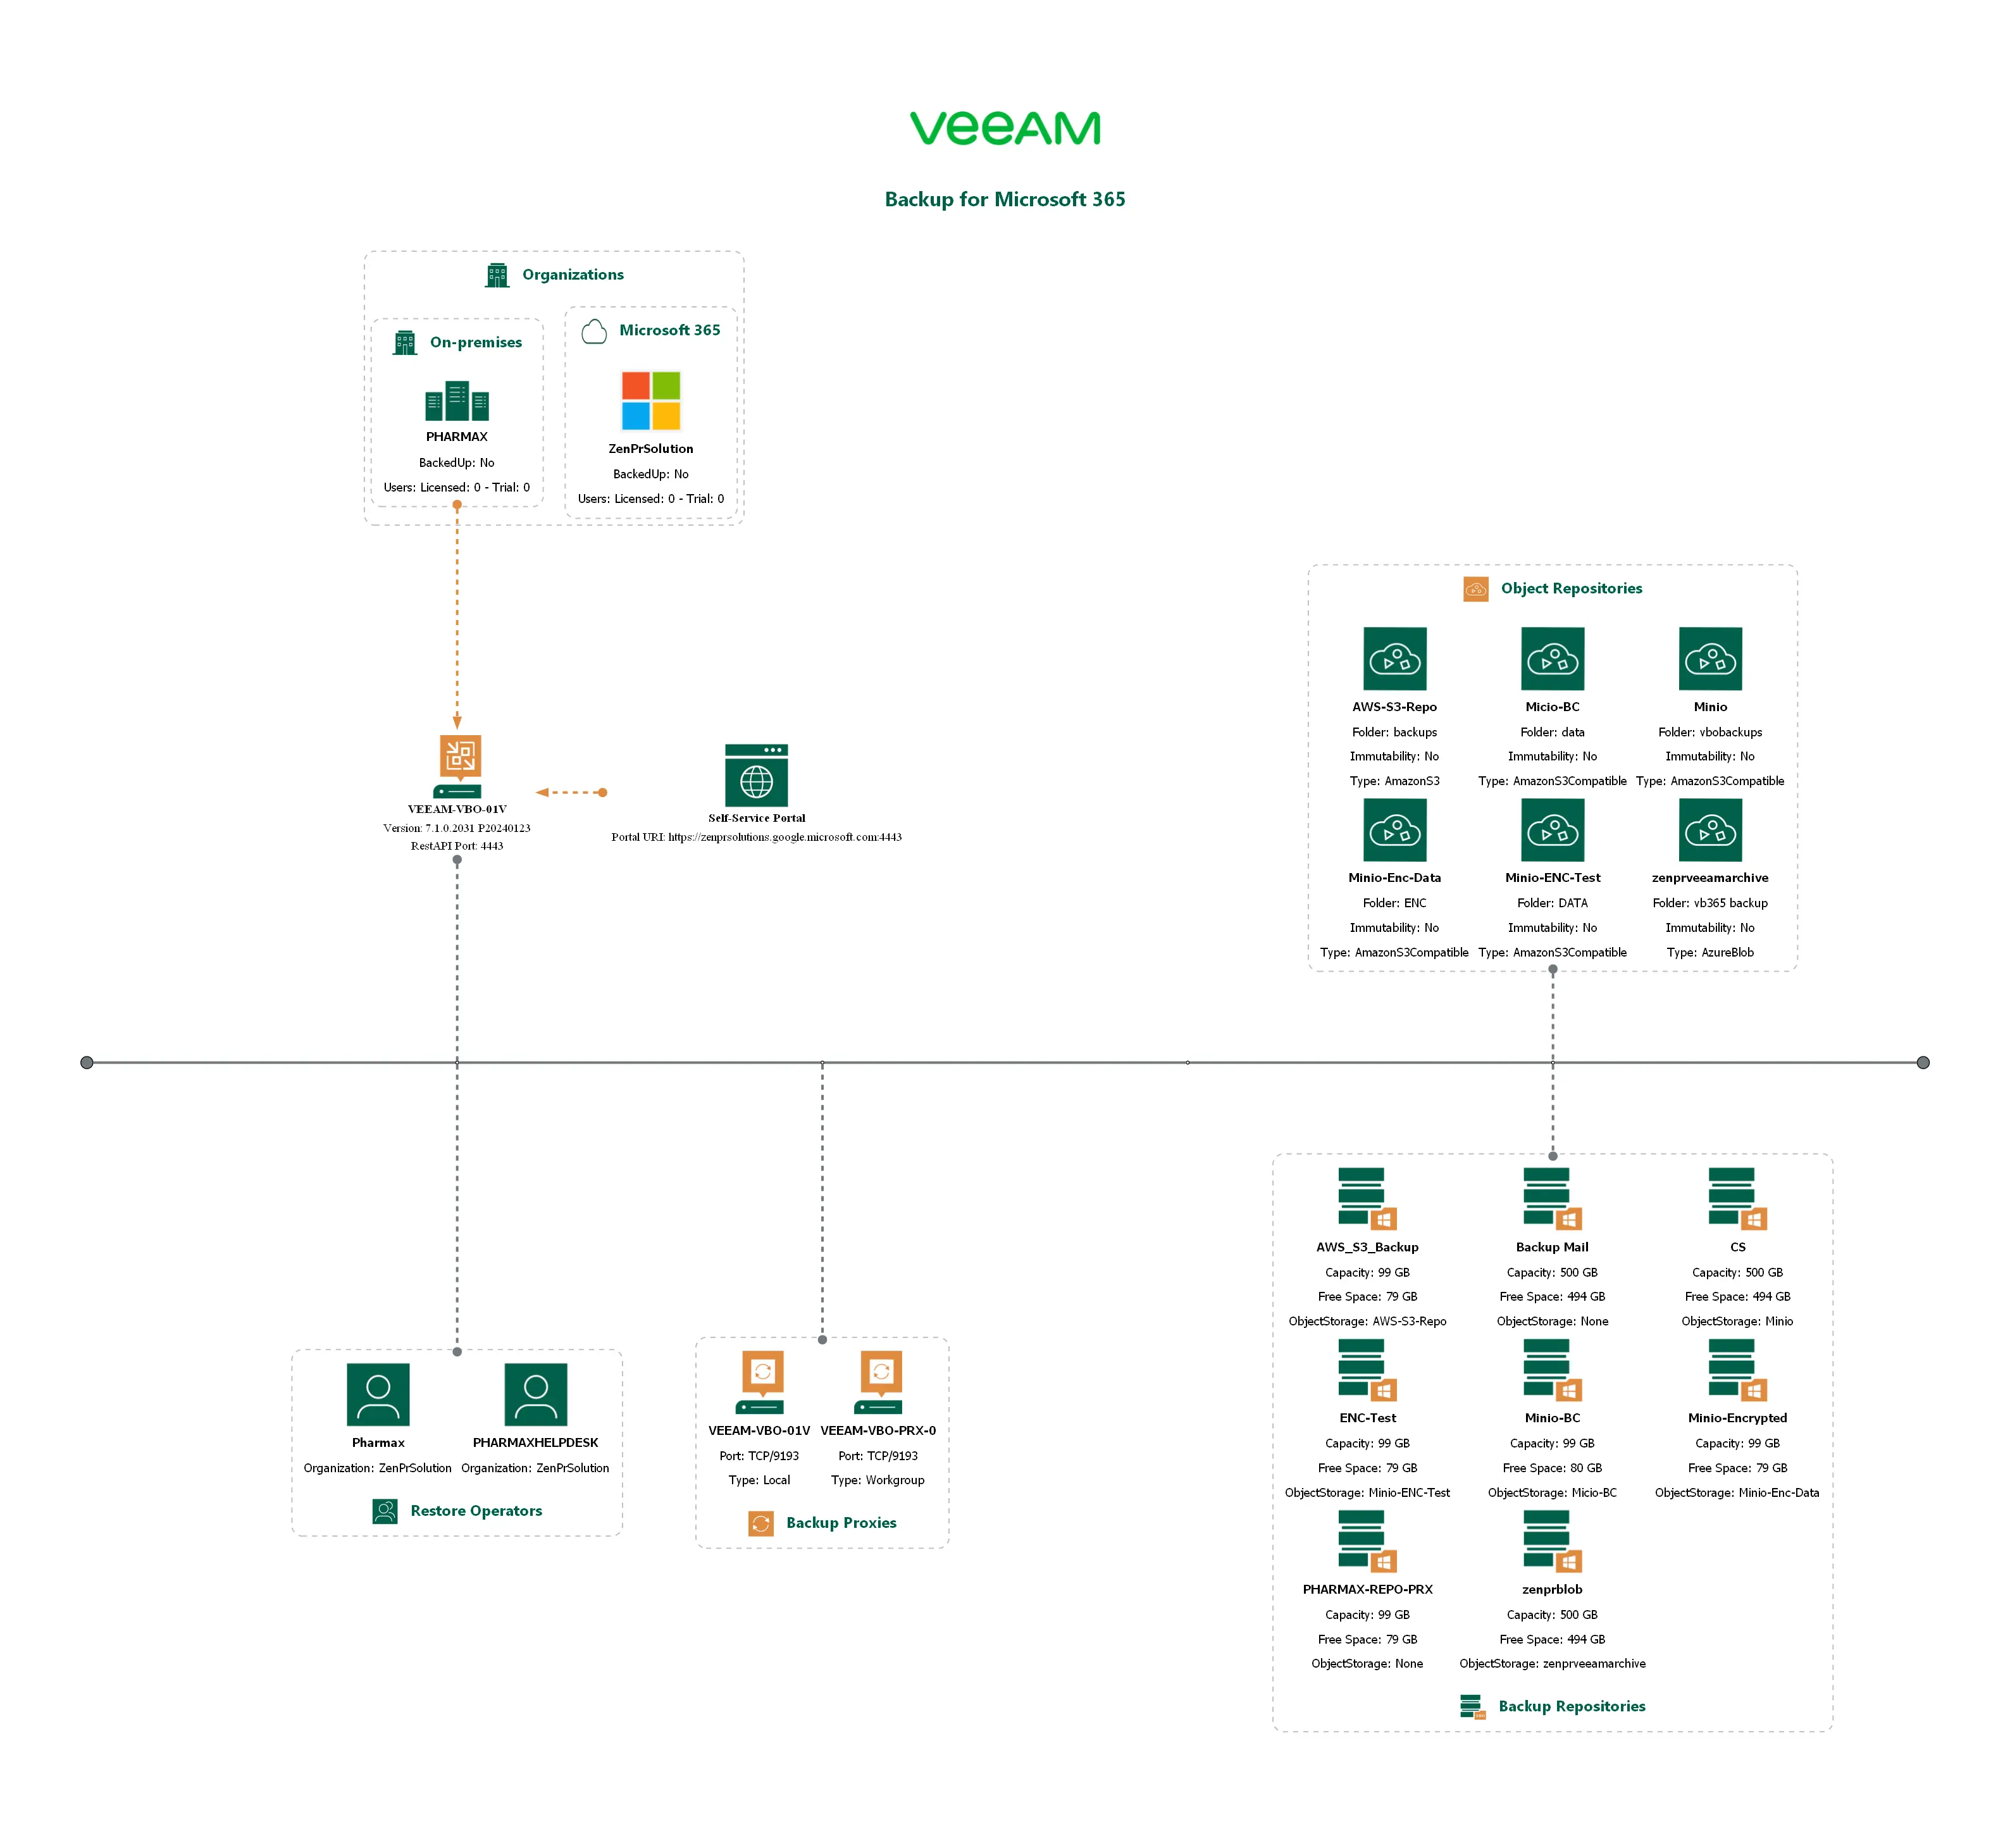 veeAM
Backup for Microsoft 365
Organizations
On-premises
PHARMAX
BackedUp: No
Users: Licensed: 0 - Trial: 0
Microsoft 365
ZenPrSolution
BackedUp: No
Users: Licensed: 0 - Trial: 0
VEEAM-VBO-01V
Version: 7.1.0.2031 P20240123
RestAPI Port: 4443
Self-Service Portal
Portal URI: https://zenprsolutions.google.microsoft.com:4443
Object Repositories
AWS-S3-Repo
Folder: backups
Immutability: No
Type: AmazonS3
Micio-BC
Folder: data
Immutability: No
Type: AmazonS3Compatible
Minio
Folder: vbobackups
Immutability: No
Type: AmazonS3Compatible
Minio-Enc-Data
Folder: ENC
Immutability: No
Type: AmazonS3Compatible
Minio-ENC-Test
Folder: DATA
Immutability: No
Type: AmazonS3Compatible
zenprveeamarchive
Folder: vb365 backup
Immutability: No
Type: AzureBlob
Pharmax
Organization: ZenPrSolution
PHARMAXHELPDESK
Organization: ZenPrSolution
Restore Operators
VEEAM-VBO-01V
Port: TCP/9193
Type: Local
VEEAM-VBO-PRX-0
Port: TCP/9193
Type: Workgroup
Backup Proxies
AWS_S3_Backup
Capacity: 99 GB
Free Space: 79 GB
ObjectStorage: AWS-S3-Repo
Backup Mail
Capacity: 500 GB
Free Space: 494 GB
ObjectStorage: None
CS
Capacity: 500 GB
Free Space: 494 GB
ObjectStorage: Minio
ENC-Test
Capacity: 99 GB
Free Space: 79 GB
ObjectStorage: Minio-ENC-Test
Minio-BC
Capacity: 99 GB
Free Space: 80 GB
ObjectStorage: Micio-BC
Minio-Encrypted
Capacity: 99 GB
Free Space: 79 GB
ObjectStorage: Minio-Enc-Data
PHARMAX-REPO-PRX
Capacity: 99 GB
Free Space: 79 GB
ObjectStorage: None
zenprblob
Capacity: 500 GB
Free Space: 494 GB
ObjectStorage: zenprveeamarchive
Backup Repositories